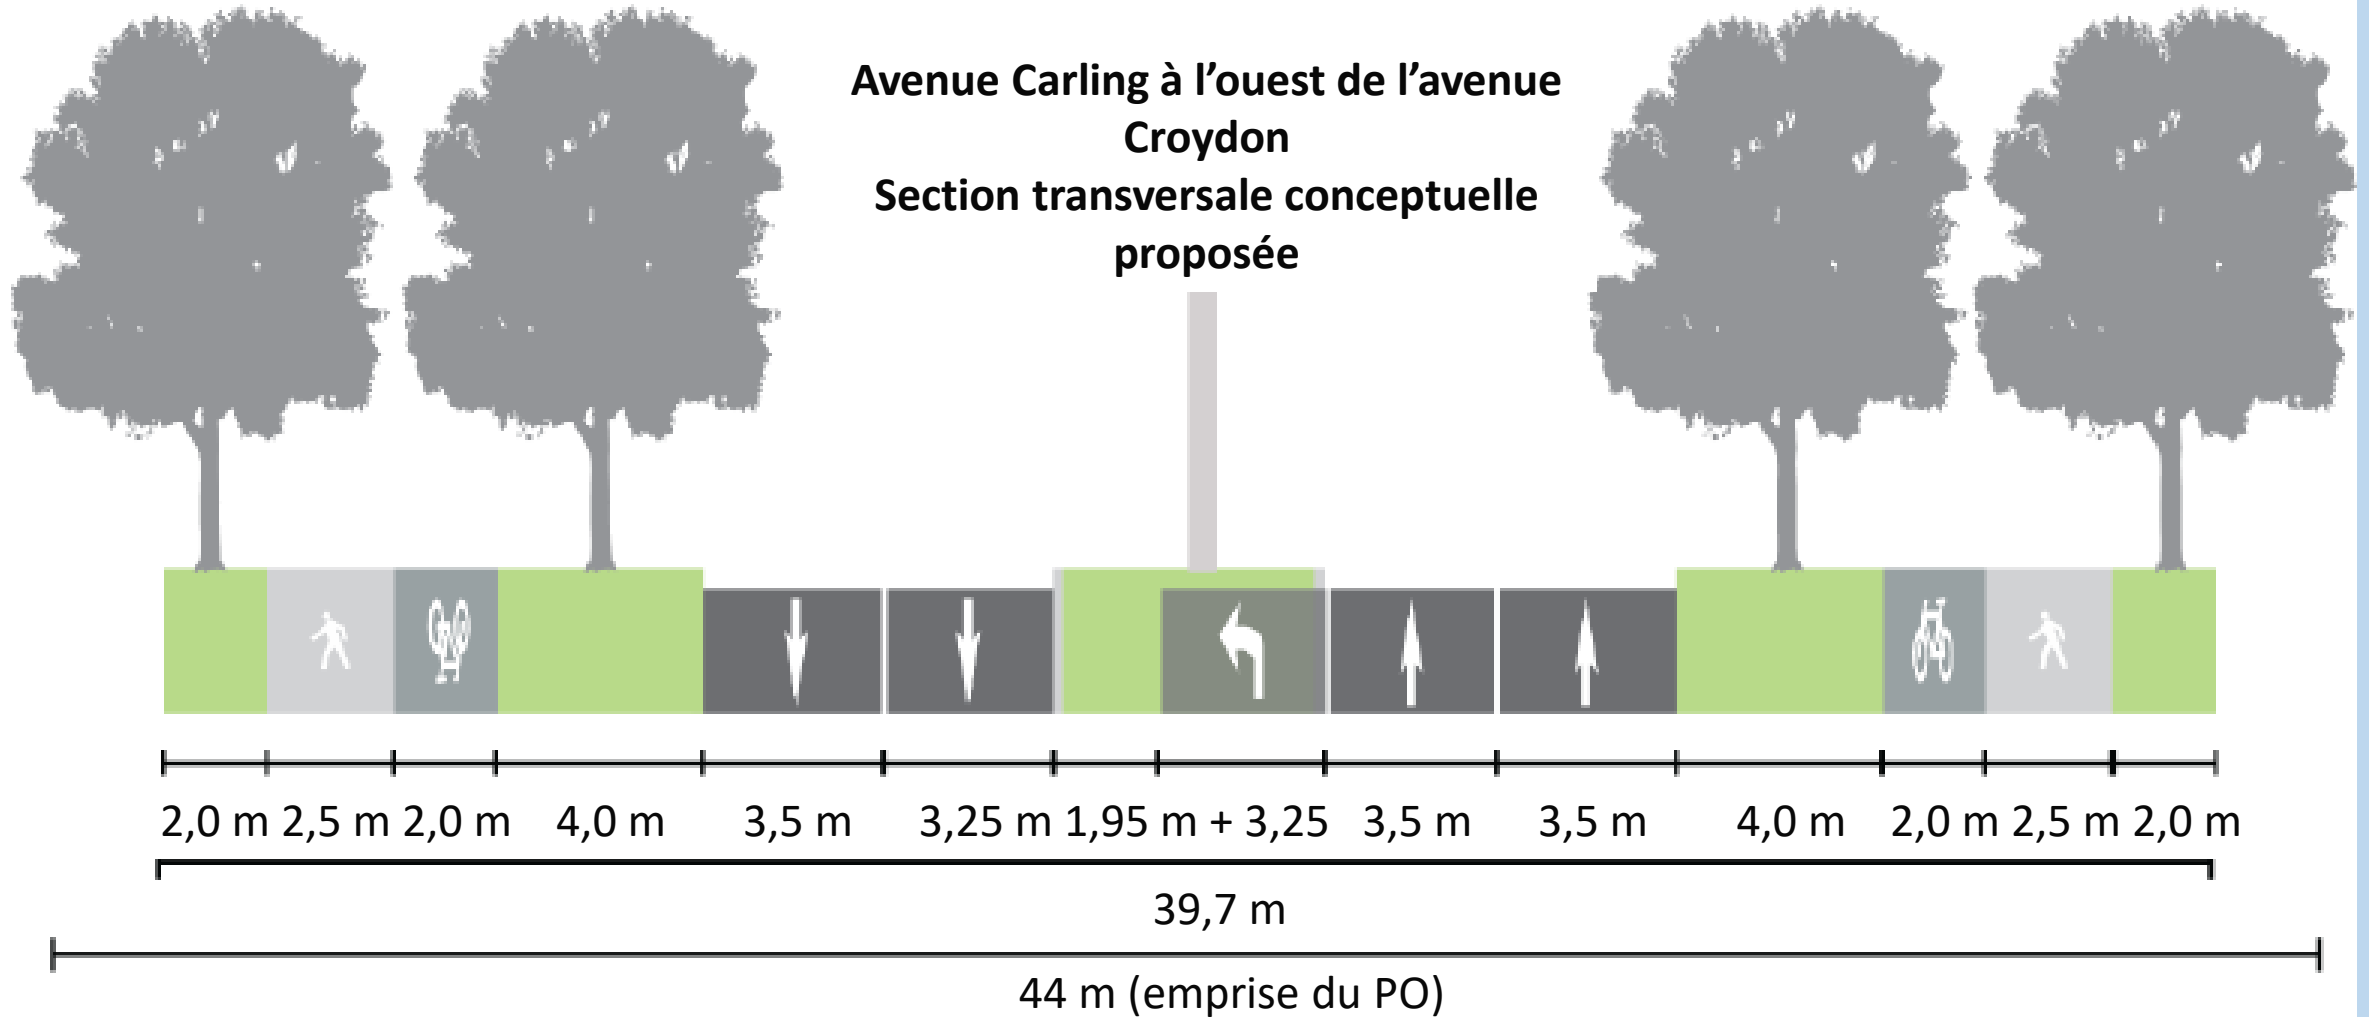 Avenue Carling à l’ouest de l’avenue
Croydon
Section transversale conceptuelle
proposée
2,0 m 2,5 m 2,0 m 4,0 m 3,5 m 3,25 m 1,95 m + 3,25 3,5 m 3,5 m 4,0 m 2,0 m 2,5 m 2,0 m
39,7 m
44 m (emprise du PO)